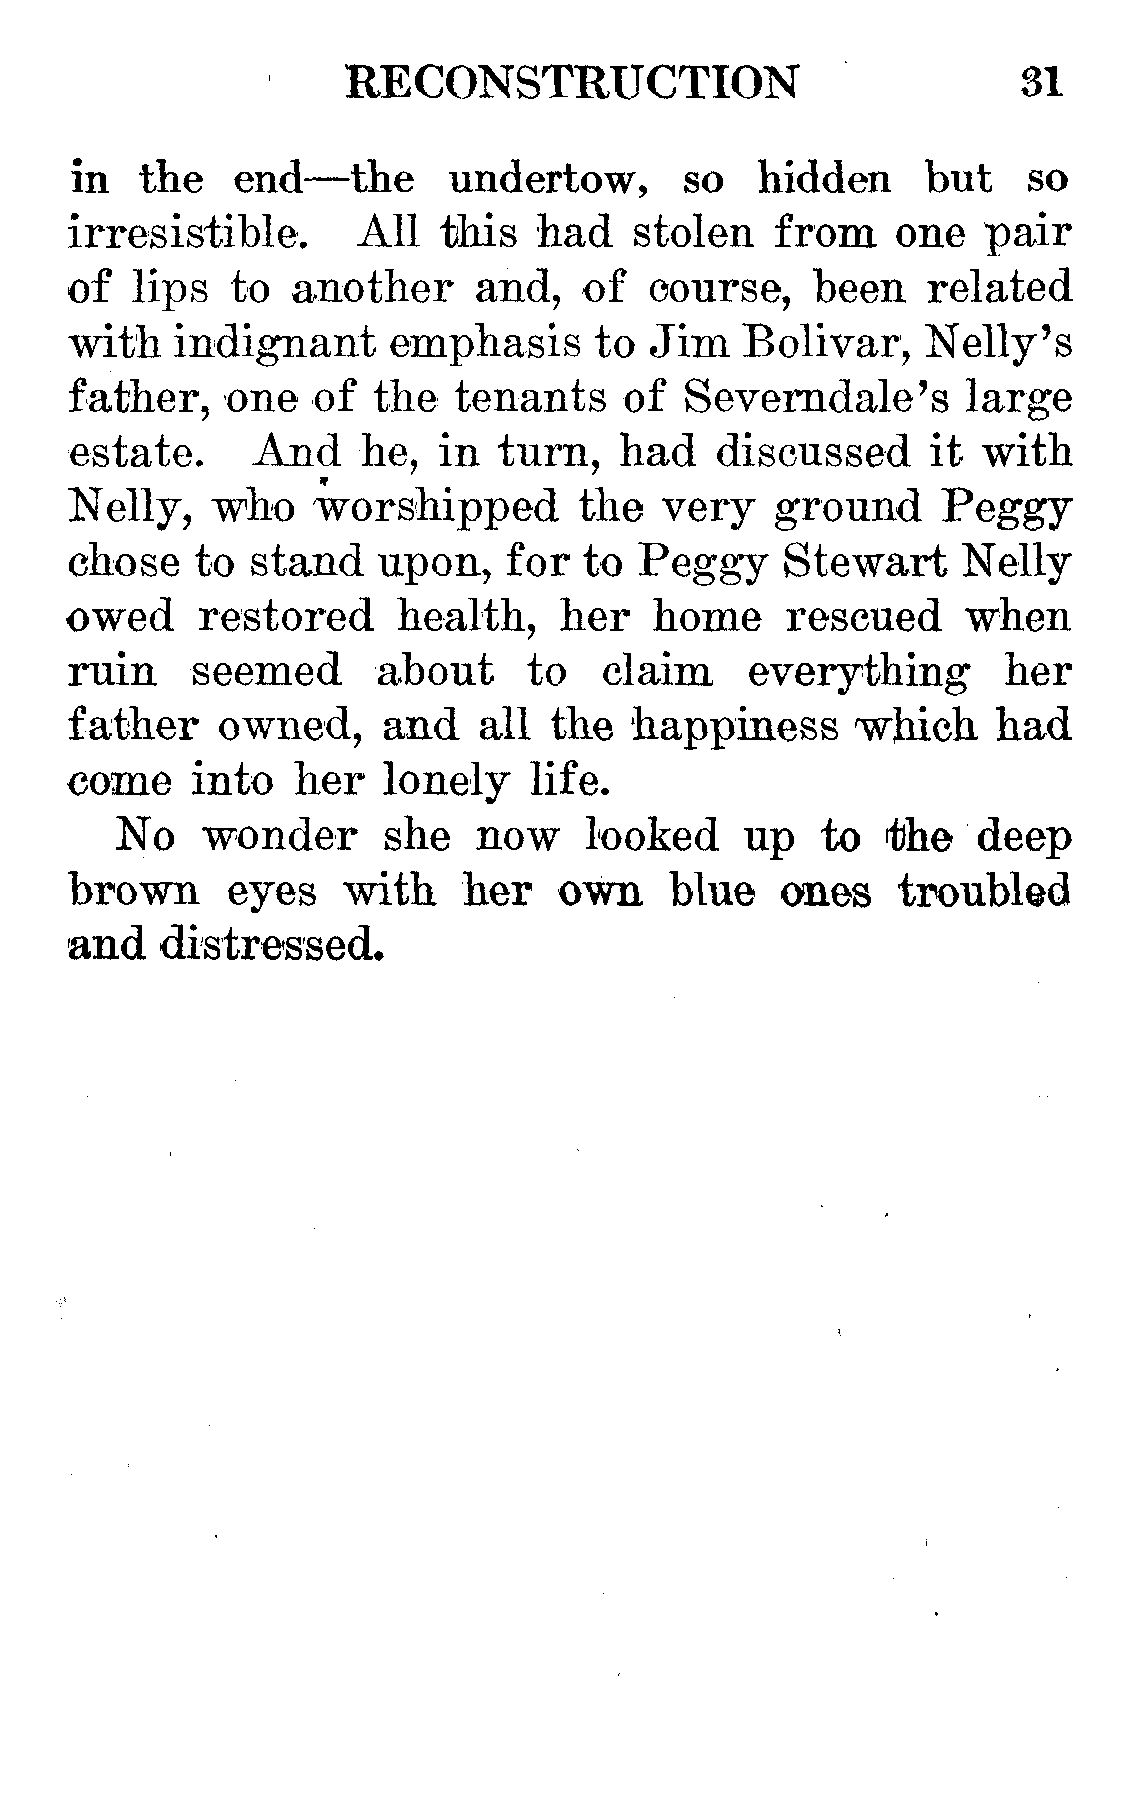 RECONSTRUCTION 31
in the end—the undertow, so hidden but so
irresistible. All this had stolen from one pair
of lips to another and, of course, been related
with indignant emphasis to Jim Bolivar, Nelly's
father, one of the tenants of Severndale's large
estate. And he, in turn, had discussed it with
Nelly, who worshipped the very ground Peggy
chose to stand upon, for to Peggy Stewart Nelly
owed restored health, her home rescued when
ruin seemed about to claim everything her
father owned, and all the happiness which had
come into her lonely life.
No wonder she now looked up to the deep
brown eyes with her own blue ones troubled
and distressed.